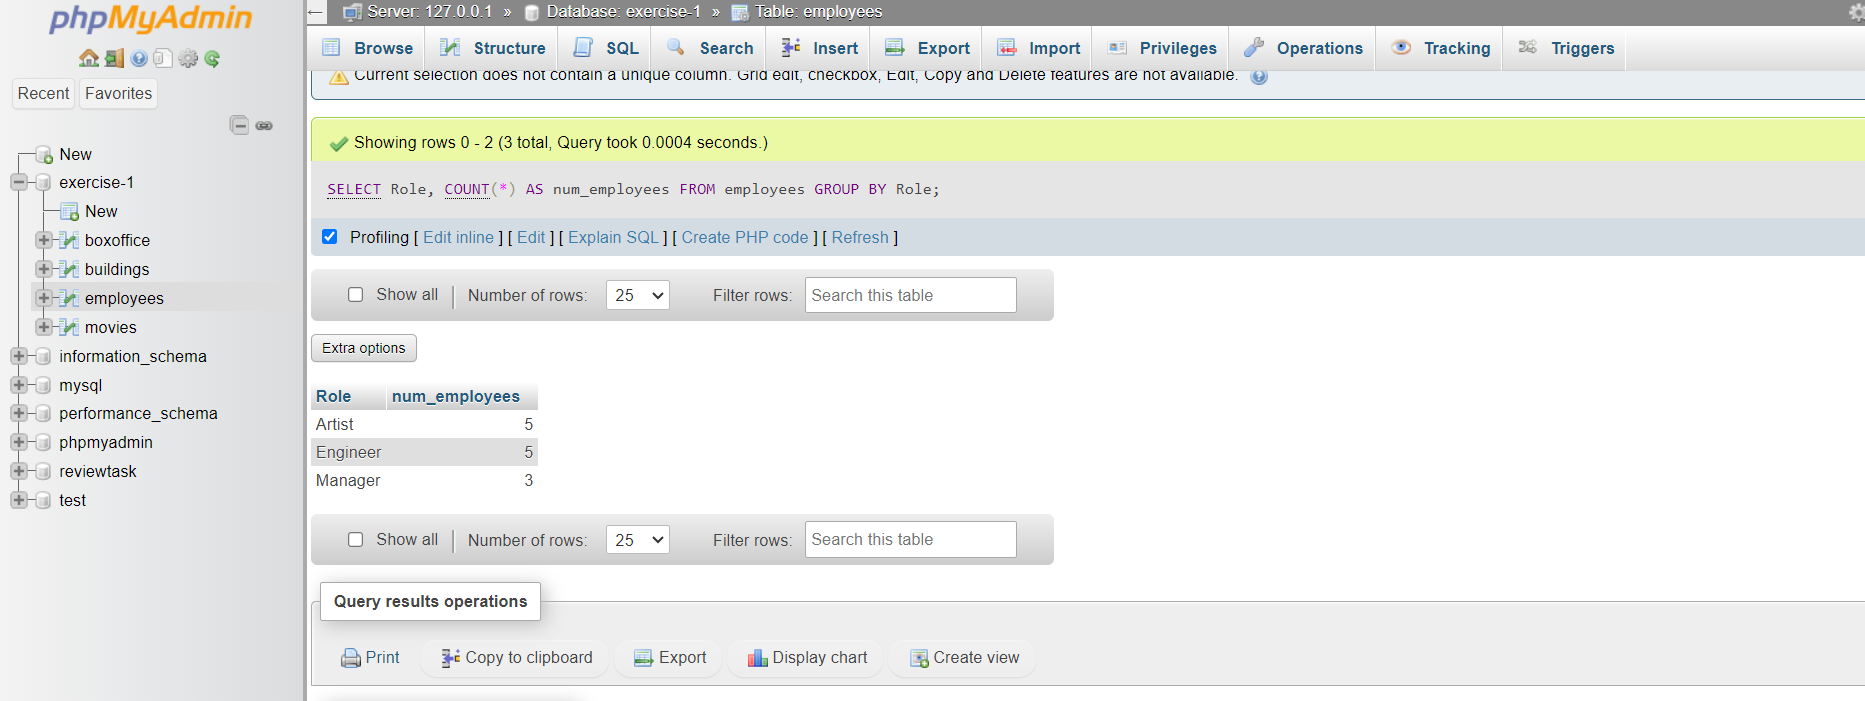 phpMyAdmin
Recent Favorites
New
exercise-1
New
boxoffice
buildings
employees
movies
information_schema
mysql
performance_schema
phpmyadmin
reviewtask
test
← Server: 127.0.0.1 » Database: exercise-1 » Table: employees
Browse Structure SQL Search Insert Export Import Privileges Operations Tracking Triggers
Current selection does not contain a unique column. Grid edit, checkbox, Edit, Copy and Delete features are not available.
Showing rows 0 - 2 (3 total, Query took 0.0004 seconds.)
SELECT Role, COUNT(*) AS num_employees FROM employees GROUP BY Role;
Profiling [ Edit inline ] [ Edit ] [ Explain SQL ] [ Create PHP code ] [ Refresh ]
Show all Number of rows: 25 Filter rows: Search this table
Extra options
Role num_employees
Artist 5
Engineer 5
Manager 3
Show all Number of rows: 25 Filter rows: Search this table
Query results operations
Print Copy to clipboard Export Display chart Create view